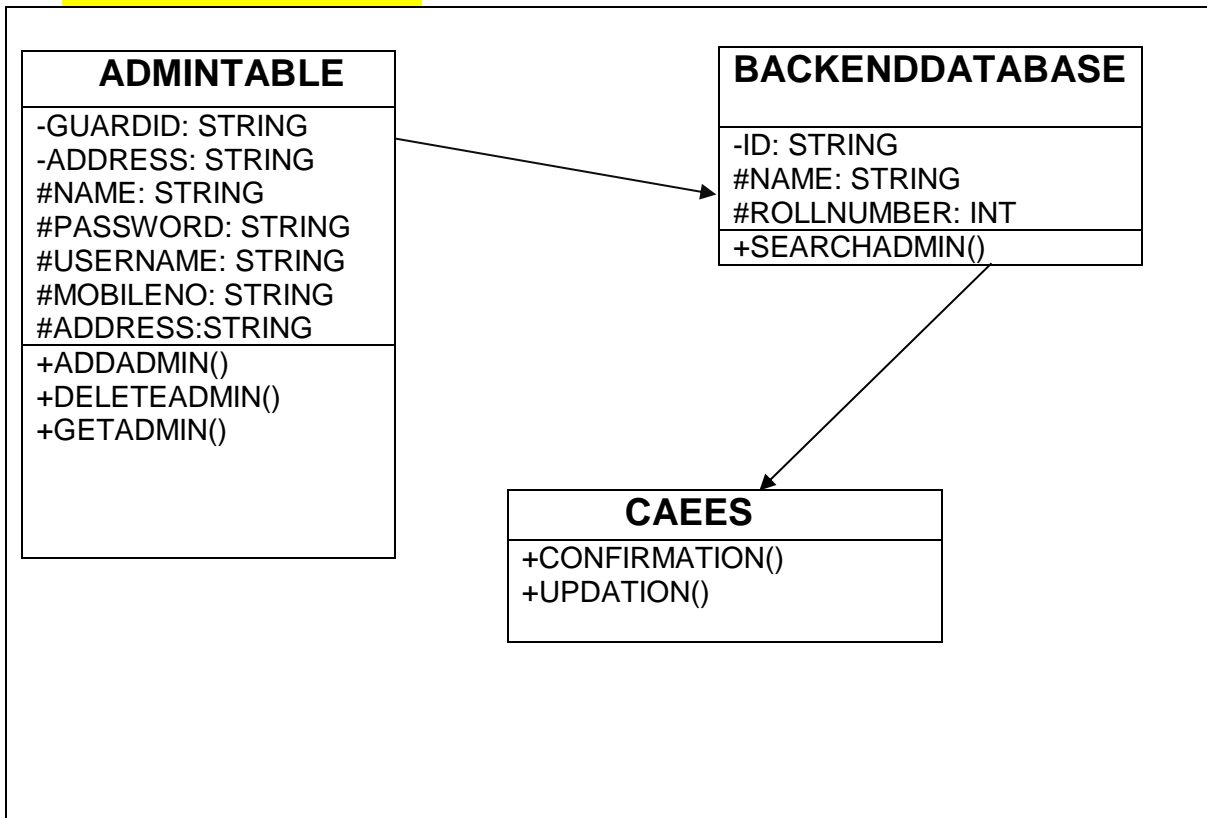 ADMINTABLE
-GUARDID: STRING
-ADDRESS: STRING
#NAME: STRING
#PASSWORD: STRING
#USERNAME: STRING
#MOBILENO: STRING
#ADDRESS:STRING
+ADDADMIN()
+DELETEADMIN()
+GETADMIN()
BACKENDDATABASE
-ID: STRING
#NAME: STRING
#ROLLNUMBER: INT
+SEARCHADMIN()
CAEES
+CONFIRMATION()
+UPDATION()